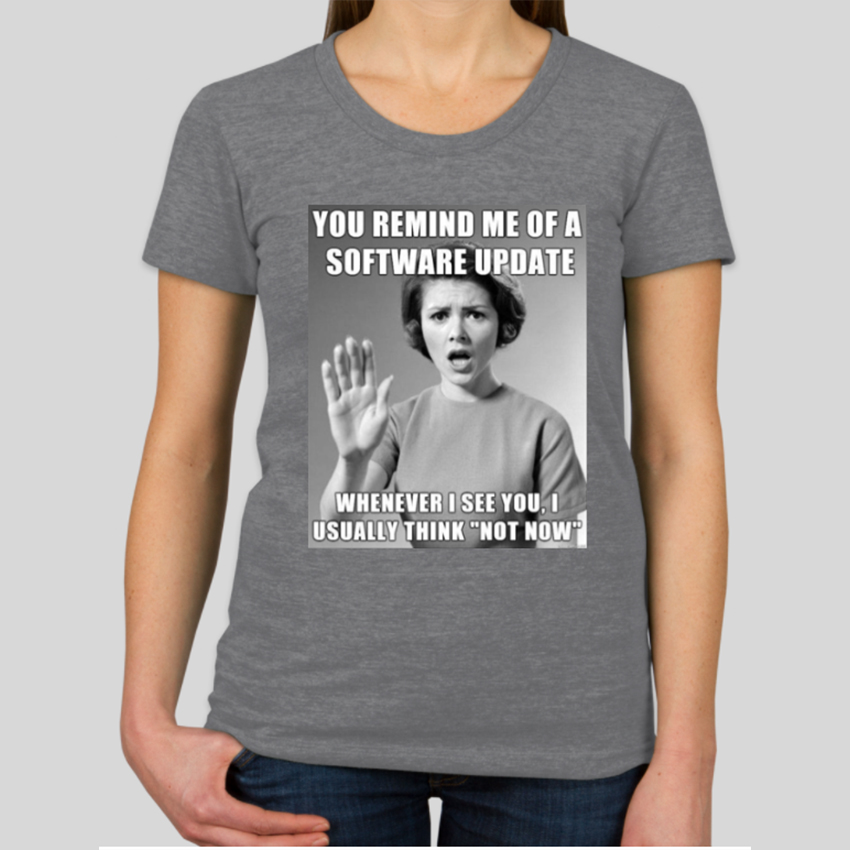 YOU REMIND ME OF A
SOFTWARE UPDATE
WHENEVER I SEE YOU, I
USUALLY THINK "NOT NOW"